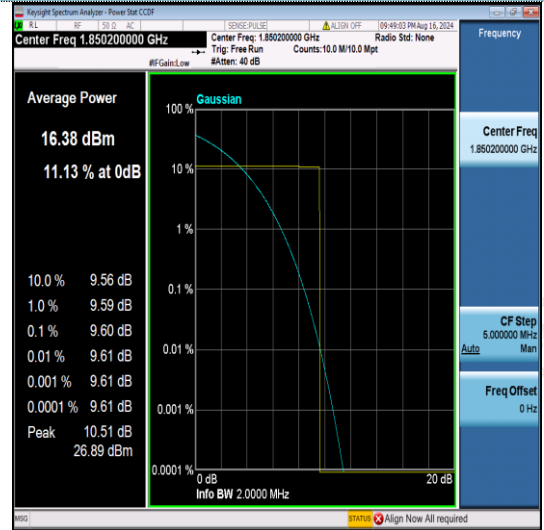 Keysight Spectrum Analyzer - Power Stat CCDF
RL RF 50 Ω AC SENSE:PULSE ALIGN OFF 09:49:03 PM Aug 16, 2024
Center Freq 1.850200000 GHz
Center Freq: 1.850200000 GHz Radio Std: None
Trig: Free Run Counts:10.0 M/10.0 Mpt
#IFGain:Low #Atten: 40 dB
Frequency
Average Power
16.38 dBm
11.13 % at 0dB
10.0 % 9.56 dB
1.0 % 9.59 dB
0.1 % 9.60 dB
0.01 % 9.61 dB
0.001 % 9.61 dB
0.0001 % 9.61 dB
Peak 10.51 dB
26.89 dBm
Gaussian
100 %
10 %
1 %
0.1 %
0.01 %
0.001 %
0.0001 %
0 dB 20 dB
Info BW 2.0000 MHz
Center Freq
1.850200000 GHz
CF Step
5.000000 MHz
Auto Man
Freq Offset
0 Hz
MSG STATUS Align Now All required